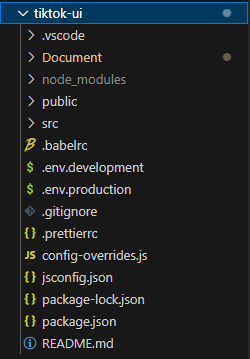 tiktok-ui
.vscode
Document
node_modules
public
src
.babelrc
.env.development
.env.production
.gitignore
.prettierrc
JS config-overrides.js
jsconfig.json
package-lock.json
package.json
README.md